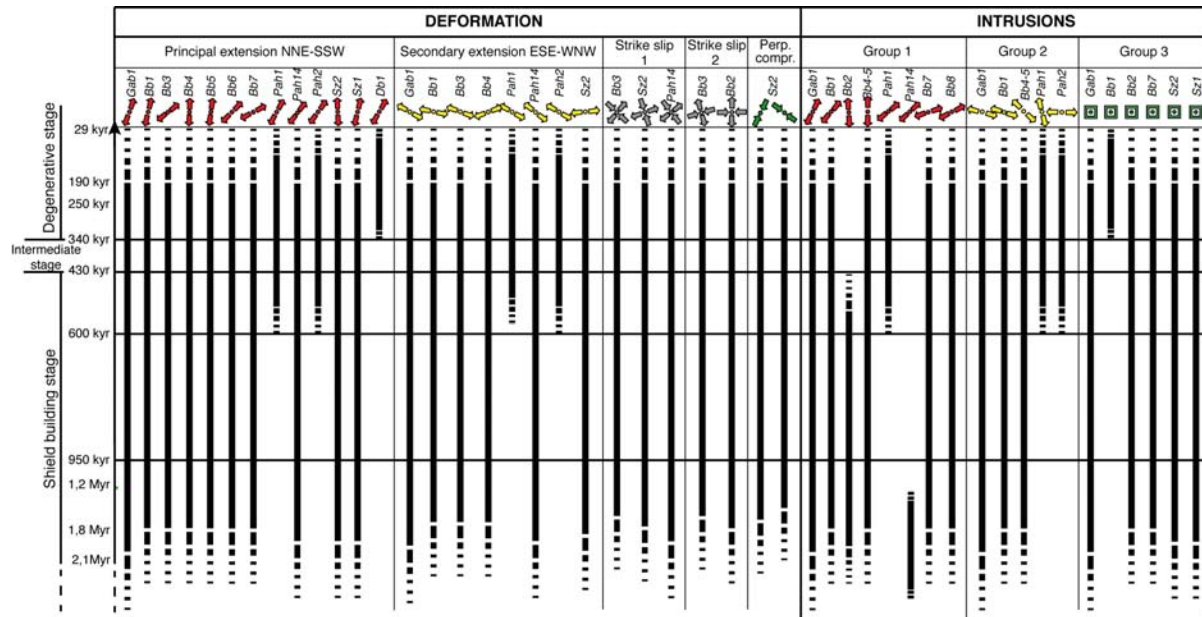 DEFORMATION INTRUSIONS
Principal extension NNE-SSW Secondary extension ESE-WNW Strike slip 1 Strike slip 2 Perp. compr. Group 1 Group 2 Group 3
Gab1 Bb1 Bb3 Bb4 Bb5 Bb6 Bb7 Pah1 Pah14 Pah2 Sz2 Sz1 Db1 Gab1 Bb1 Bb3 Bb4 Pah1 Pah14 Pah2 Sz2 Bb3 Sz2 Pah14 Bb3 Bb2 Sz2 Gab1 Bb1 Bb2 Bb4-5 Pah1 Pah14 Bb7 Bb8 Gab1 Bb1 Bb4-5 Pah1 Pah2 Gab1 Bb1 Bb2 Bb7 Sz2 Sz1
Degenerative stage
29 kyr
190 kyr
250 kyr
340 kyr
Intermediate
stage
430 kyr
Shield building stage
600 kyr
950 kyr
1,2 Myr
1,8 Myr
2,1Myr